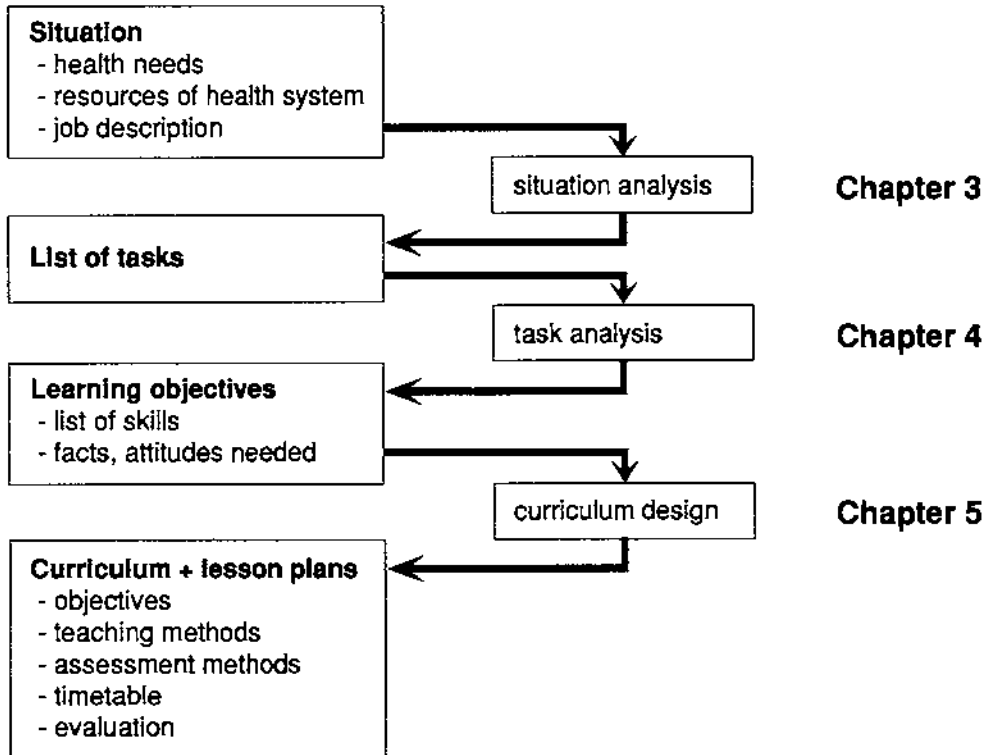 Situation
- health needs
- resources of health system
- job description
situation analysis
Chapter 3
List of tasks
task analysis
Chapter 4
Learning objectives
- list of skills
- facts, attitudes needed
curriculum design
Chapter 5
Curriculum + lesson plans
- objectives
- teaching methods
- assessment methods
- timetable
- evaluation